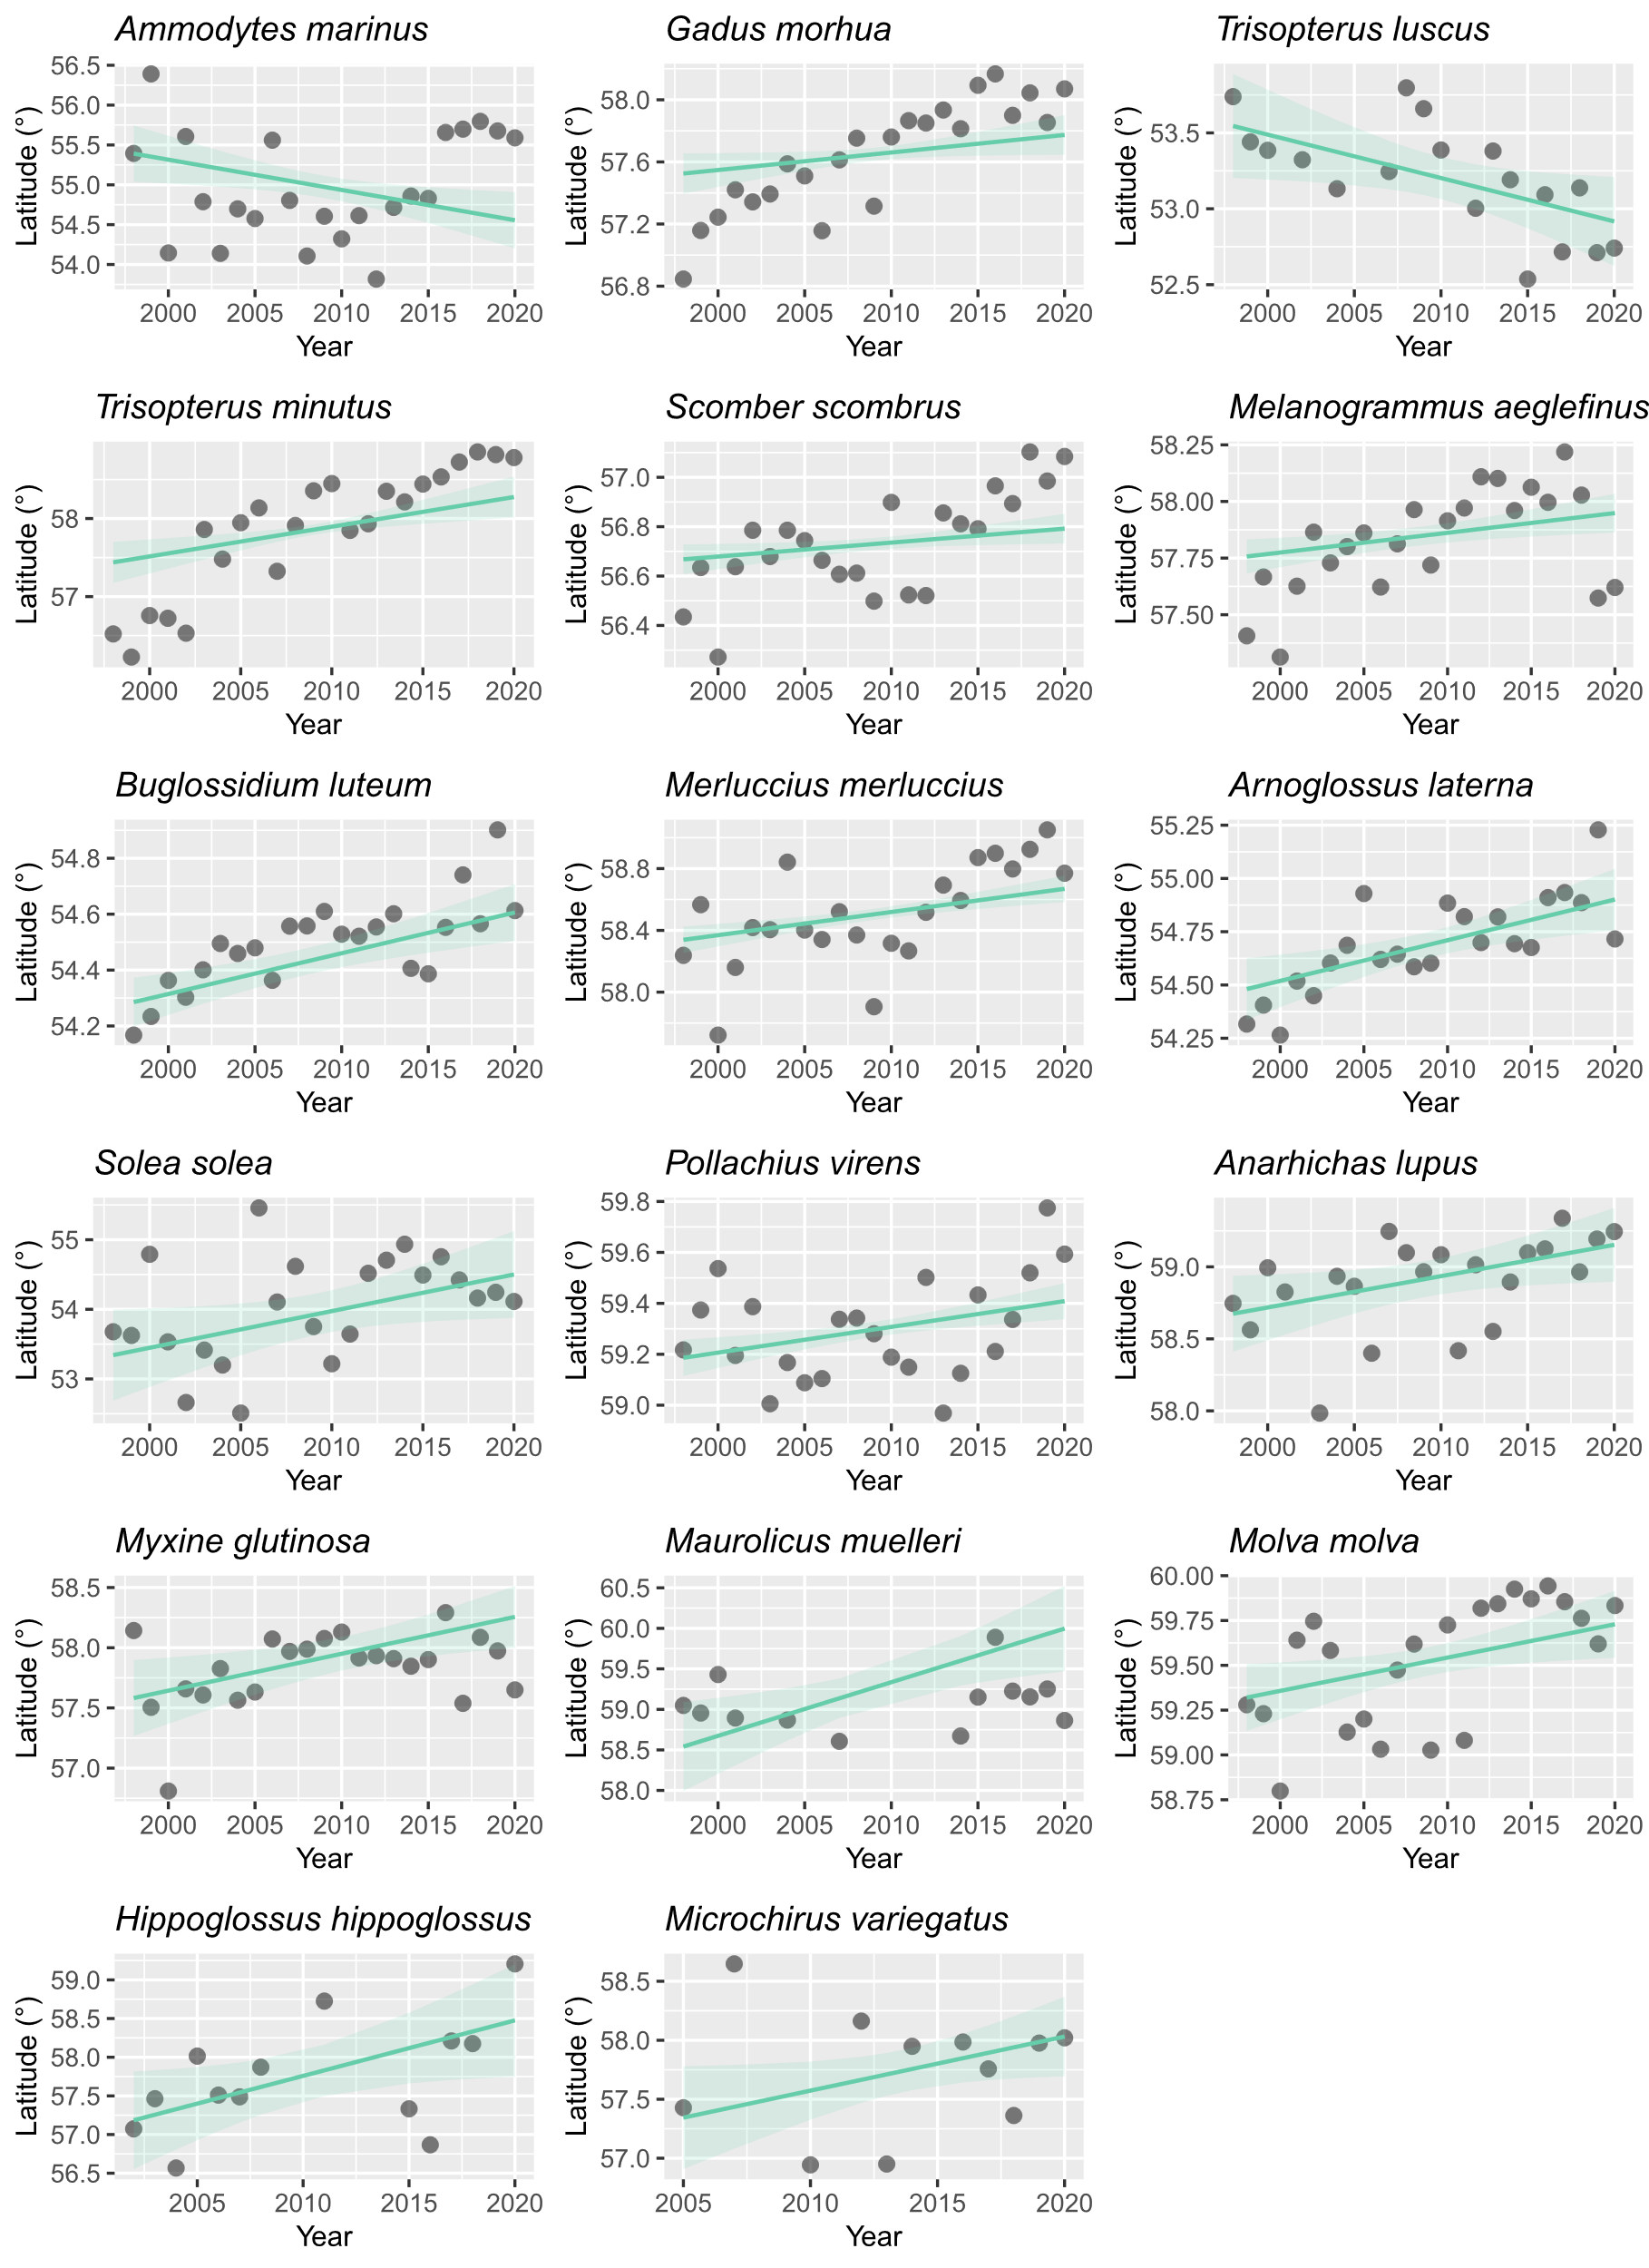 Ammodytes marinus
Gadus morhua
Trisopterus luscus
Latitude (°)
56.5
56.0
55.5
55.0
54.5
54.0
2000 2005 2010 2015 2020
Year
Latitude (°)
58.0
57.6
57.2
56.8
2000 2005 2010 2015 2020
Year
Latitude (°)
53.5
53.0
52.5
2000 2005 2010 2015 2020
Year
Trisopterus minutus
Scomber scombrus
Melanogrammus aeglefinus
Latitude (°)
58
57
2000 2005 2010 2015 2020
Year
Latitude (°)
57.0
56.8
56.6
56.4
2000 2005 2010 2015 2020
Year
Latitude (°)
58.25
58.00
57.75
57.50
2000 2005 2010 2015 2020
Year
Buglossidium luteum
Merluccius merluccius
Arnoglossus laterna
Latitude (°)
54.8
54.6
54.4
54.2
2000 2005 2010 2015 2020
Year
Latitude (°)
58.8
58.4
58.0
2000 2005 2010 2015 2020
Year
Latitude (°)
55.25
55.00
54.75
54.50
54.25
2000 2005 2010 2015 2020
Year
Solea solea
Pollachius virens
Anarhichas lupus
Latitude (°)
55
54
53
2000 2005 2010 2015 2020
Year
Latitude (°)
59.8
59.6
59.4
59.2
59.0
2000 2005 2010 2015 2020
Year
Latitude (°)
59.0
58.5
58.0
2000 2005 2010 2015 2020
Year
Myxine glutinosa
Maurolicus muelleri
Molva molva
Latitude (°)
58.5
58.0
57.5
57.0
2000 2005 2010 2015 2020
Year
Latitude (°)
60.5
60.0
59.5
59.0
58.5
58.0
2000 2005 2010 2015 2020
Year
Latitude (°)
60.00
59.75
59.50
59.25
59.00
58.75
2000 2005 2010 2015 2020
Year
Hippoglossus hippoglossus
Microchirus variegatus
Latitude (°)
59.0
58.5
58.0
57.5
57.0
56.5
2005 2010 2015 2020
Year
Latitude (°)
58.5
58.0
57.5
57.0
2005 2010 2015 2020
Year